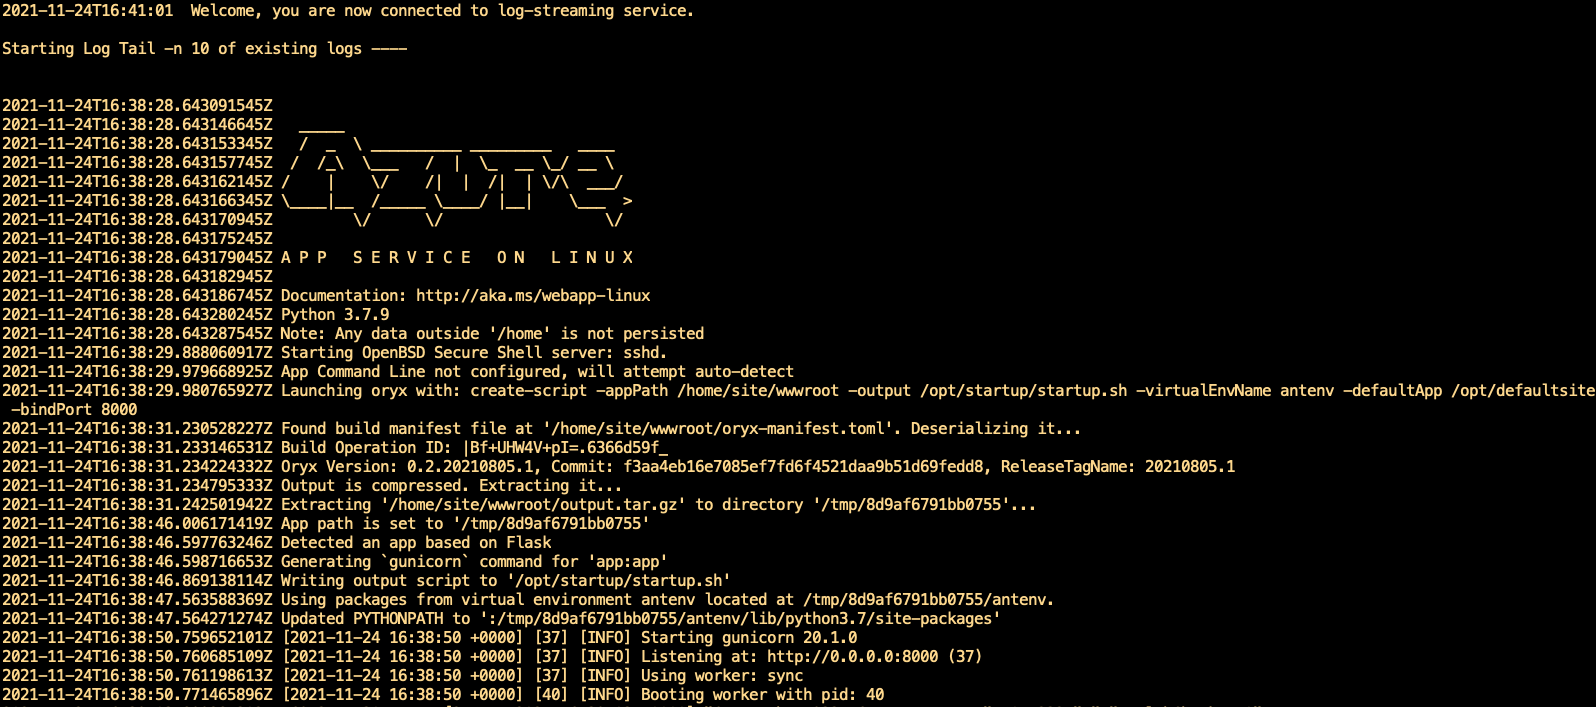 2021-11-24T16:41:01  Welcome, you are now connected to log-streaming service.
Starting Log Tail -n 10 of existing logs ----
2021-11-24T16:38:28.643091545Z
2021-11-24T16:38:28.643146645Z   _____
2021-11-24T16:38:28.643153345Z   /  _  \ __________ _________   ____
2021-11-24T16:38:28.643157745Z  /  /_\  \___   /  |  \_  __ \_/ __ \
2021-11-24T16:38:28.643162145Z /    |    \/    /|  |  /|  | \/\  ___/
2021-11-24T16:38:28.643166345Z \____|__  /_____ \____/ |__|    \___  >
2021-11-24T16:38:28.643170945Z         \/      \/                  \/
2021-11-24T16:38:28.643175245Z
2021-11-24T16:38:28.643179045Z A P P   S E R V I C E   O N   L I N U X
2021-11-24T16:38:28.643182945Z
2021-11-24T16:38:28.643186745Z Documentation: http://aka.ms/webapp-linux
2021-11-24T16:38:28.643280245Z Python 3.7.9
2021-11-24T16:38:28.643287545Z Note: Any data outside '/home' is not persisted
2021-11-24T16:38:29.888060917Z Starting OpenBSD Secure Shell server: sshd.
2021-11-24T16:38:29.979668925Z App Command Line not configured, will attempt auto-detect
2021-11-24T16:38:29.980765927Z Launching oryx with: create-script -appPath /home/site/wwwroot -output /opt/startup/startup.sh -virtualEnvName antenv -defaultApp /opt/defaultsite
-bindPort 8000
2021-11-24T16:38:31.230528227Z Found build manifest file at '/home/site/wwwroot/oryx-manifest.toml'. Deserializing it...
2021-11-24T16:38:31.233146531Z Build Operation ID: |Bf+UHW4V+pI=.6366d59f_
2021-11-24T16:38:31.234224332Z Oryx Version: 0.2.20210805.1, Commit: f3aa4eb16e7085ef7fd6f4521daa9b51d69fedd8, ReleaseTagName: 20210805.1
2021-11-24T16:38:31.234795333Z Output is compressed. Extracting it...
2021-11-24T16:38:31.242501942Z Extracting '/home/site/wwwroot/output.tar.gz' to directory '/tmp/8d9af6791bb0755'...
2021-11-24T16:38:46.006171419Z App path is set to '/tmp/8d9af6791bb0755'
2021-11-24T16:38:46.597763246Z Detected an app based on Flask
2021-11-24T16:38:46.598716653Z Generating `gunicorn` command for 'app:app'
2021-11-24T16:38:46.869138114Z Writing output script to '/opt/startup/startup.sh'
2021-11-24T16:38:47.563588369Z Using packages from virtual environment antenv located at /tmp/8d9af6791bb0755/antenv.
2021-11-24T16:38:47.564271274Z Updated PYTHONPATH to ':/tmp/8d9af6791bb0755/antenv/lib/python3.7/site-packages'
2021-11-24T16:38:50.759652101Z [2021-11-24 16:38:50 +0000] [37] [INFO] Starting gunicorn 20.1.0
2021-11-24T16:38:50.760685109Z [2021-11-24 16:38:50 +0000] [37] [INFO] Listening at: http://0.0.0.0:8000 (37)
2021-11-24T16:38:50.761198613Z [2021-11-24 16:38:50 +0000] [37] [INFO] Using worker: sync
2021-11-24T16:38:50.771465896Z [2021-11-24 16:38:50 +0000] [40] [INFO] Booting worker with pid: 40